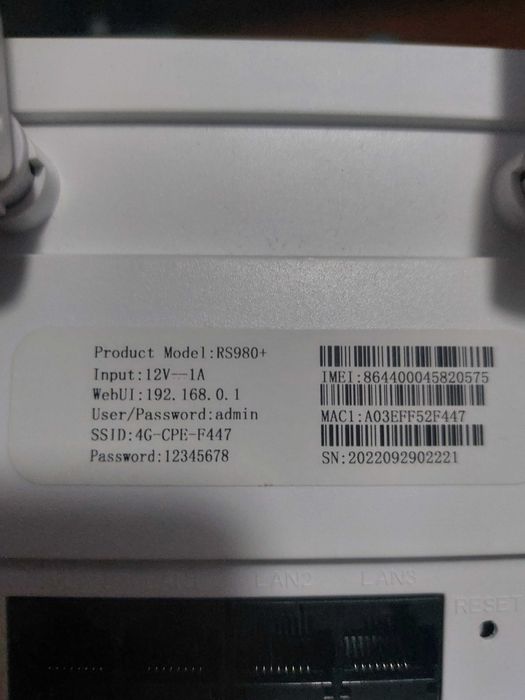 Product Model:RS980+
Input:12V—1A
WebUI:192.168.0.1
User/Password:admin
SSID:4G-CPE-F447
Password:12345678
IMEI:864400045820575
MAC1:A03EFF52F447
SN:2022092902221
LAN2 LAN3
RESET